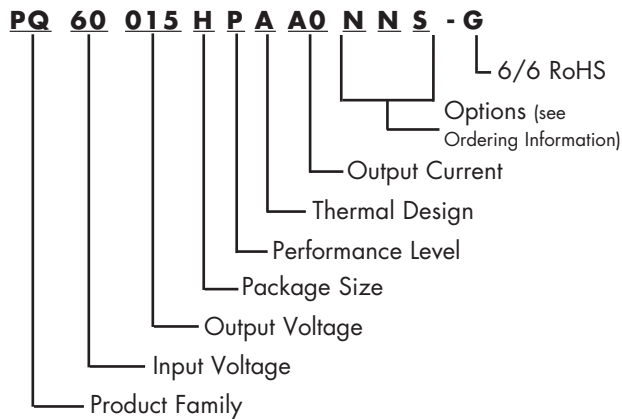 PQ 60 015 H P A A0 N N S - G
6/6 RoHS
Options (see
Ordering Information)
Output Current
Thermal Design
Performance Level
Package Size
Output Voltage
Input Voltage
Product Family